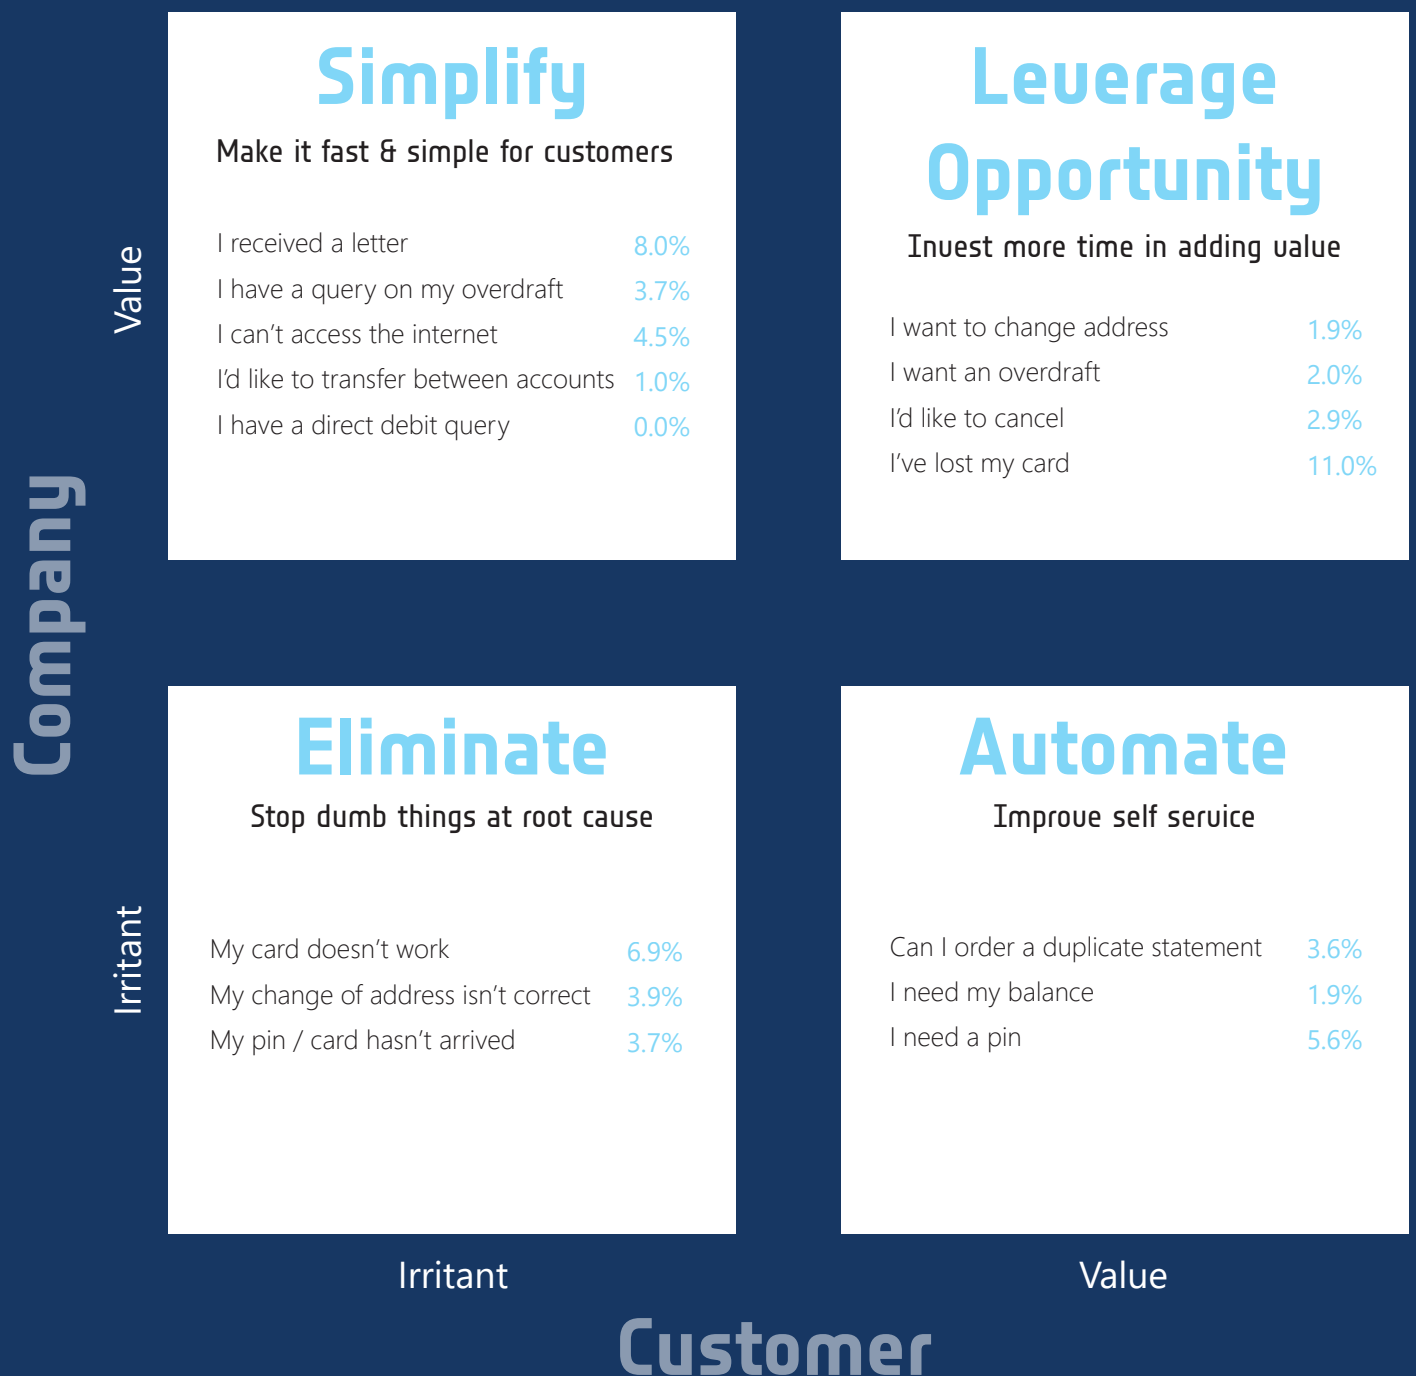 Simplify
Make it fast & simple for customers
I received a letter 8.0%
I have a query on my overdraft 3.7%
I can't access the internet 4.5%
I'd like to transfer between accounts 1.0%
I have a direct debit query 0.0%
Leverage
Opportunity
Invest more time in adding value
I want to change address 1.9%
I want an overdraft 2.0%
I'd like to cancel 2.9%
I've lost my card 11.0%
Value
Company
Eliminate
Stop dumb things at root cause
My card doesn't work 6.9%
My change of address isn't correct 3.9%
My pin / card hasn't arrived 3.7%
Automate
Improve self service
Can I order a duplicate statement 3.6%
I need my balance 1.9%
I need a pin 5.6%
Irritant
Irritant
Value
Customer